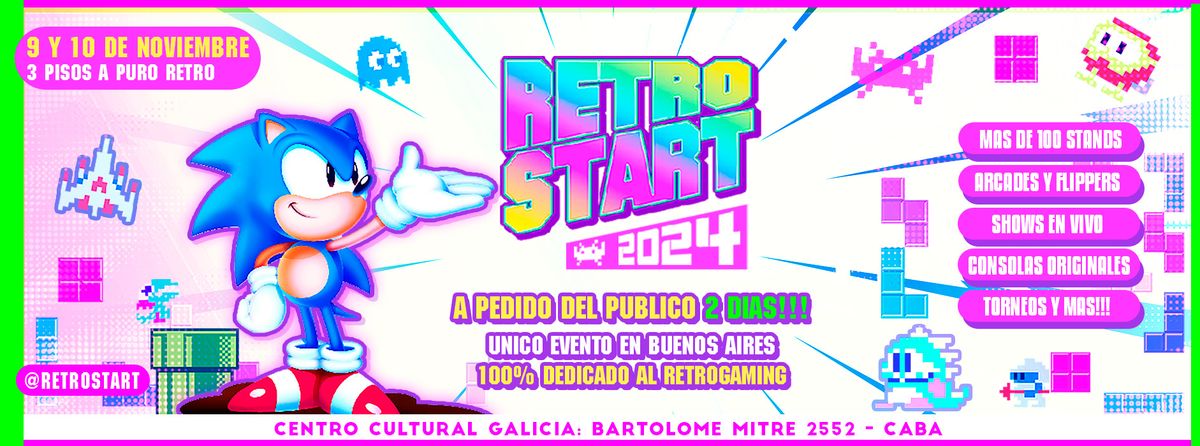 9 Y 10 DE NOVIEMBRE
3 PISOS A PURO RETRO
RETRO
START
2024
MAS DE 100 STANDS
ARCADES Y FLIPPERS
SHOWS EN VIVO
CONSOLAS ORIGINALES
TORNEOS Y MAS!!!
A PEDIDO DEL PUBLICO 2 DIAS!!!
UNICO EVENTO EN BUENOS AIRES
100% DEDICADO AL RETROGAMING
@RETROSTART
CENTRO CULTURAL GALICIA: BARTOLOME MITRE 2552 - CABA